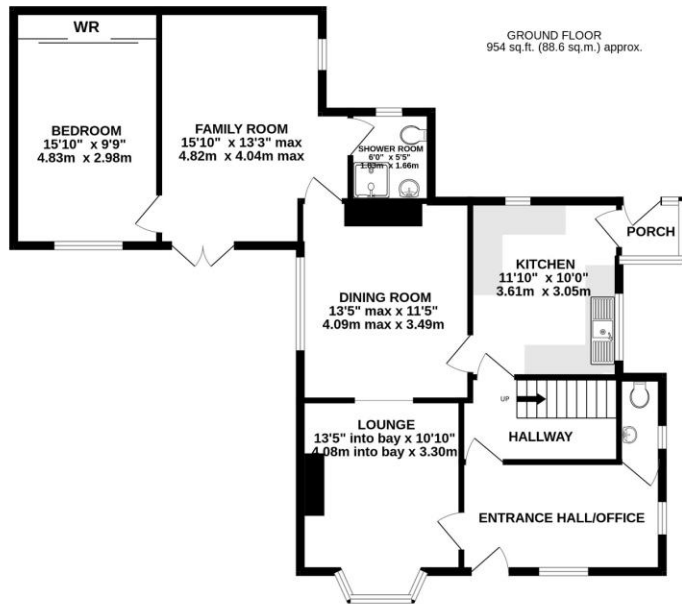 GROUND FLOOR
954 sq.ft. (88.6 sq.m.) approx.
WR
BEDROOM
15'10" x 9'9"
4.83m x 2.98m
FAMILY ROOM
15'10" x 13'3" max
4.82m x 4.04m max
SHOWER ROOM
6'0" x 5'5"
x 1.66m
PORCH
KITCHEN
11'10" x 10'0"
3.61m x 3.05m
DINING ROOM
13'5" max x 11'5"
4.09m max x 3.49m
UP
HALLWAY
LOUNGE
13'5" into bay x 10'10"
4.08m into bay x 3.30m
ENTRANCE HALL/OFFICE